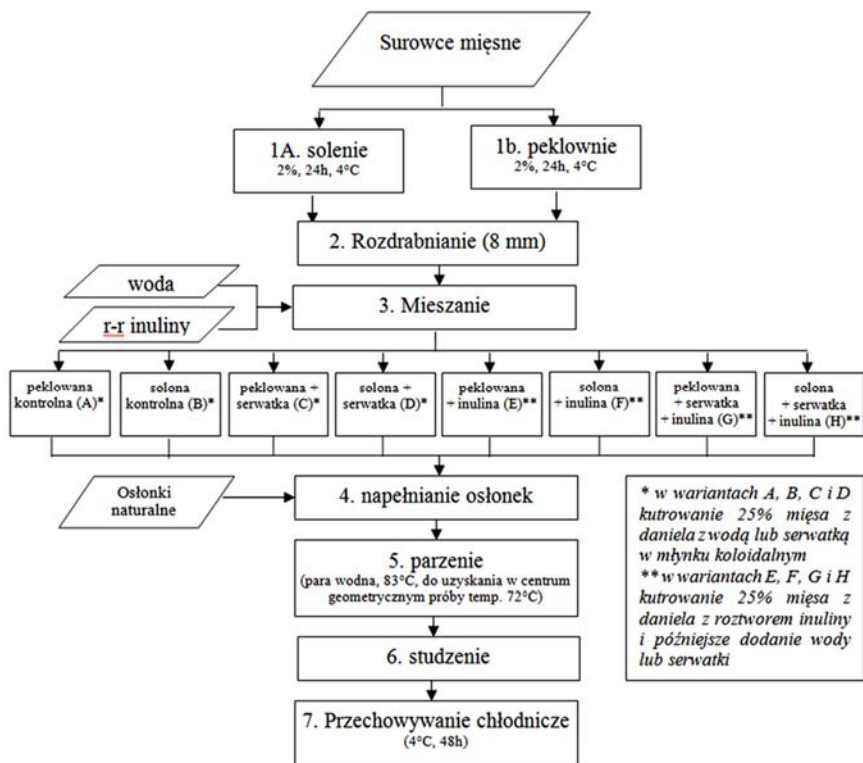 Surowce mięsne
1A. solenie
2%, 24h, 4°C
1b. peklownie
2%, 24h, 4°C
2. Rozdrabnianie (8 mm)
woda
r-r inuliny
3. Mieszanie
peklowana
kontrolna (A)*
solona
kontrolna (B)*
peklowana +
serwatka (C)*
solona +
serwatka (D)*
peklowana
+ inulina (E)**
solona
+ inulina (F)**
peklowana
+ serwatka
+ inulina (G)**
solona
+ serwatka
+ inulina (H)**
Osłonki
naturalne
4. napełnianie osłonek
5. parzenie
(para wodna, 83°C, do uzyskania w centrum
geometrycznym próby temp. 72°C)
6. studzenie
7. Przechowywanie chłodnicze
(4°C, 48h)
* w wariantach A, B, C i D
kutrowanie 25% mięsa z
daniela z wodą lub serwatką
w młynku koloidalnym
** w wariantach E, F, G i H
kutrowanie 25% mięsa z
daniela z roztworem inuliny
i późniejsze dodanie wody
lub serwatki